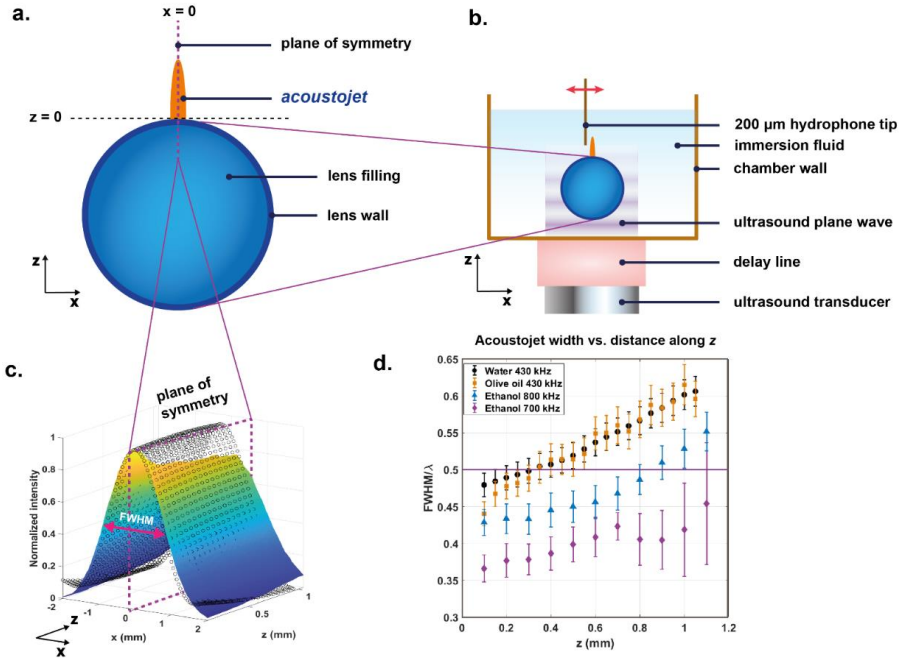 a.
x = 0
plane of symmetry
acoustojet
z = 0
lens filling
lens wall
z
x
b.
200 µm hydrophone tip
immersion fluid
chamber wall
ultrasound plane wave
delay line
ultrasound transducer
z
x
c.
plane of
symmetry
Normalized intensity
1
0.8
0.6
0.4
0.2
0
FWHM
-2
-1
0
1
2
x (mm)
0.5
1
z (mm)
z
x
d.
Acoustojet width vs. distance along z
Water 430 kHz
Olive oil 430 kHz
Ethanol 800 kHz
Ethanol 700 kHz
FWHM/λ
0.65
0.6
0.55
0.5
0.45
0.4
0.35
0.3
0 0.2 0.4 0.6 0.8 1 1.2
z (mm)